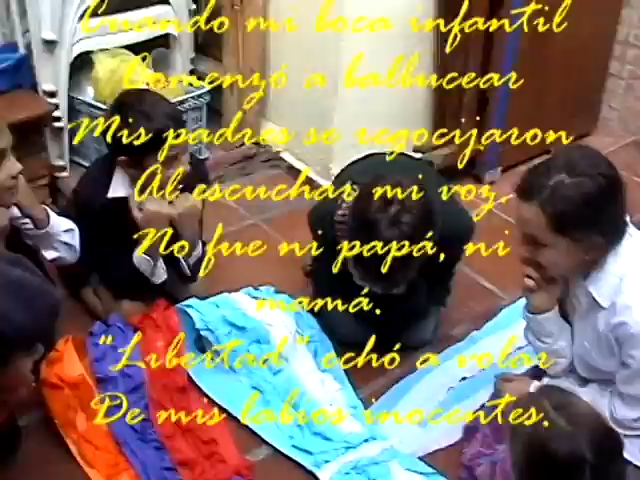 Cuando mi boca infantil
Comenzó a balbucear
Mis padres se regocijaron
Al escuchar mi voz.
No fue ni papá, ni
mamá.
"Libertad" echó a volar
De mis labios inocentes.